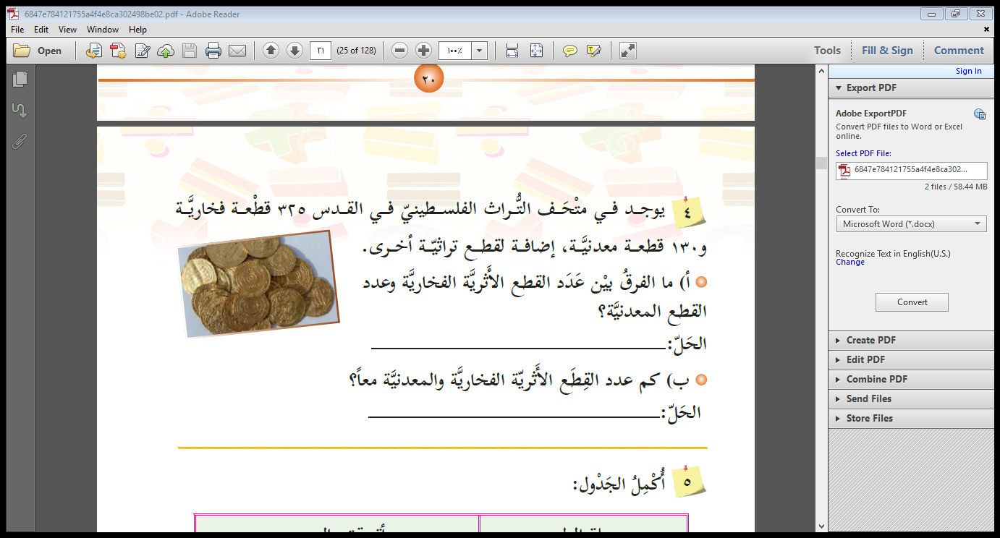 6847e784121755a4f4e8ca302498be02.pdf - Adobe Reader
File Edit View Window Help
Open ٢١ (25 of 128) ١٠٠٪ Tools Fill & Sign Comment
Sign In
Export PDF
Adobe ExportPDF
Convert PDF files to Word or Excel
online.
Select PDF File:
6847e784121755a4f4e8ca302...
2 files / 58.44 MB
Convert To:
Microsoft Word (*.docx)
Recognize Text in English(U.S.)
Change
Convert
Create PDF
Edit PDF
Combine PDF
Send Files
Store Files
٢٠
٤ يوجد في متْحَف التُّراث الفلسطينيّ في القدس ٣٢٥ قطْعة فخاريَّة
و١٣٠ قطعة معدنيَّة، إضافة لقطع تراثيّة أخرى.
أ) ما الفرقُ بيْن عَدَد القطع الأَثريَّة الفخاريَّة وعدد
القطع المعدنيَّة؟
الحَلّ:
ب) كم عدد القِطَع الأَثريّة الفخاريَّة والمعدنيَّة معاً؟
الحَلّ:
٥ أُكْمِلُ الجَدْول: